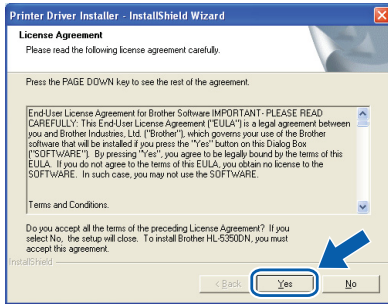 Printer Driver Installer - InstallShield Wizard
License Agreement
Please read the following license agreement carefully.
Press the PAGE DOWN key to see the rest of the agreement.
End-User License Agreement for Brother Software IMPORTANT - PLEASE READ
CAREFULLY: This End-User License Agreement ("EULA") is a legal agreement between
you and Brother Industries, Ltd. ("Brother"), which governs your use of the Brother
software that will be installed if you press the "Yes" button on this Dialog Box
("SOFTWARE"). By pressing "Yes", you agree to be legally bound by the terms of this
EULA. If you do not agree to the terms of this EULA, you obtain no license to the
SOFTWARE. In such case, you may not use the SOFTWARE.
Terms and Conditions.
Do you accept all the terms of the preceding License Agreement? If you
select No, the setup will close. To install Brother HL-5350DN, you must
accept this agreement.
InstallShield
< Back
Yes
No